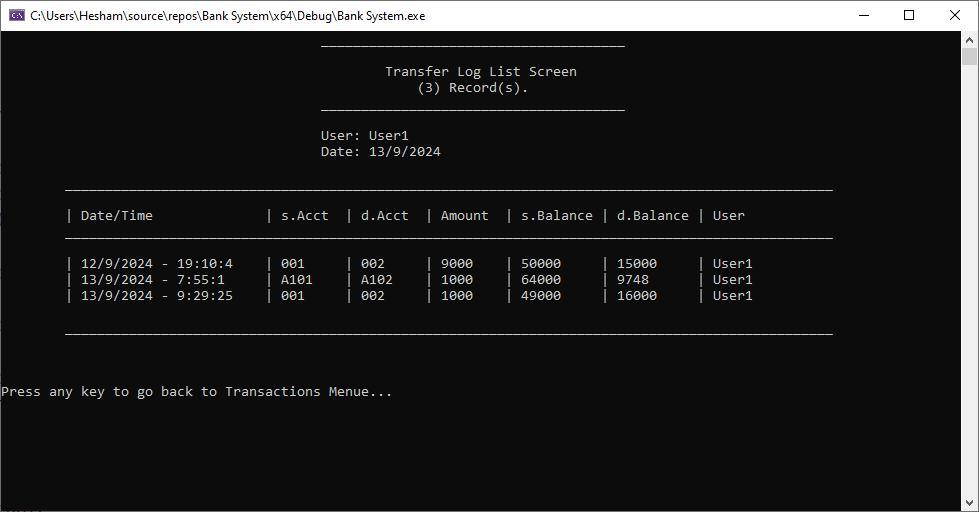 C:\Users\Hesham\source\repos\Bank System\x64\Debug\Bank System.exe
Transfer Log List Screen
(3) Record(s).
User: User1
Date: 13/9/2024
| Date/Time | s.Acct | d.Acct | Amount | s.Balance | d.Balance | User
| 12/9/2024 - 19:10:4 | 001 | 002 | 9000 | 50000 | 15000 | User1
| 13/9/2024 - 7:55:1 | A101 | A102 | 1000 | 64000 | 9748 | User1
| 13/9/2024 - 9:29:25 | 001 | 002 | 1000 | 49000 | 16000 | User1
Press any key to go back to Transactions Menue...